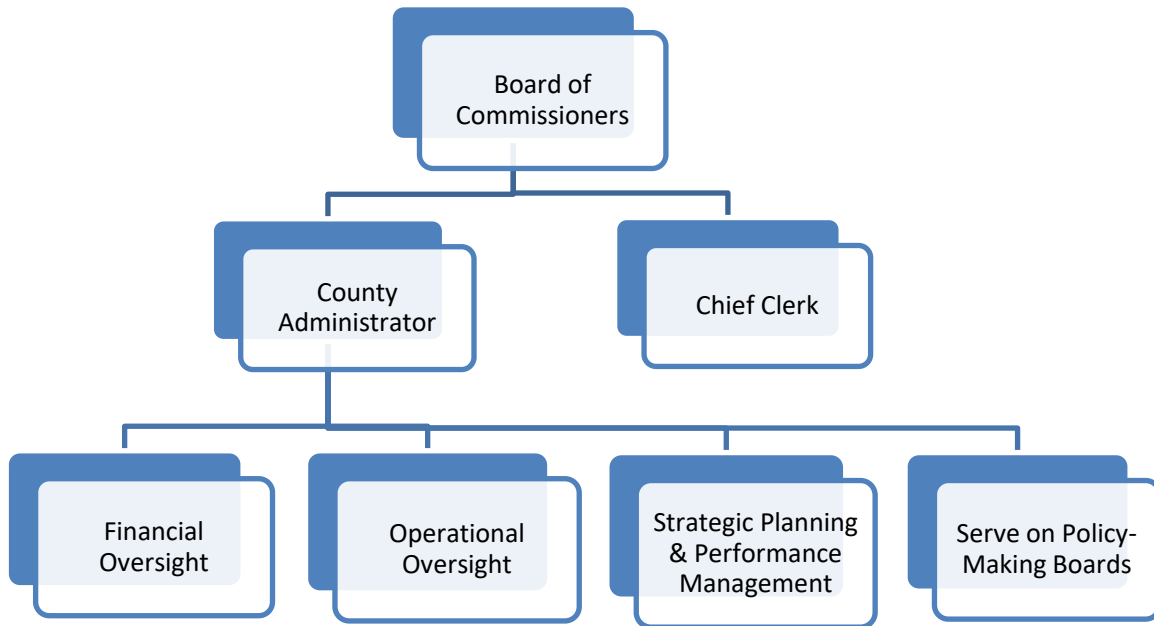 Board of
Commissioners
County
Administrator
Chief Clerk
Financial
Oversight
Operational
Oversight
Strategic Planning
& Performance
Management
Serve on Policy-
Making Boards